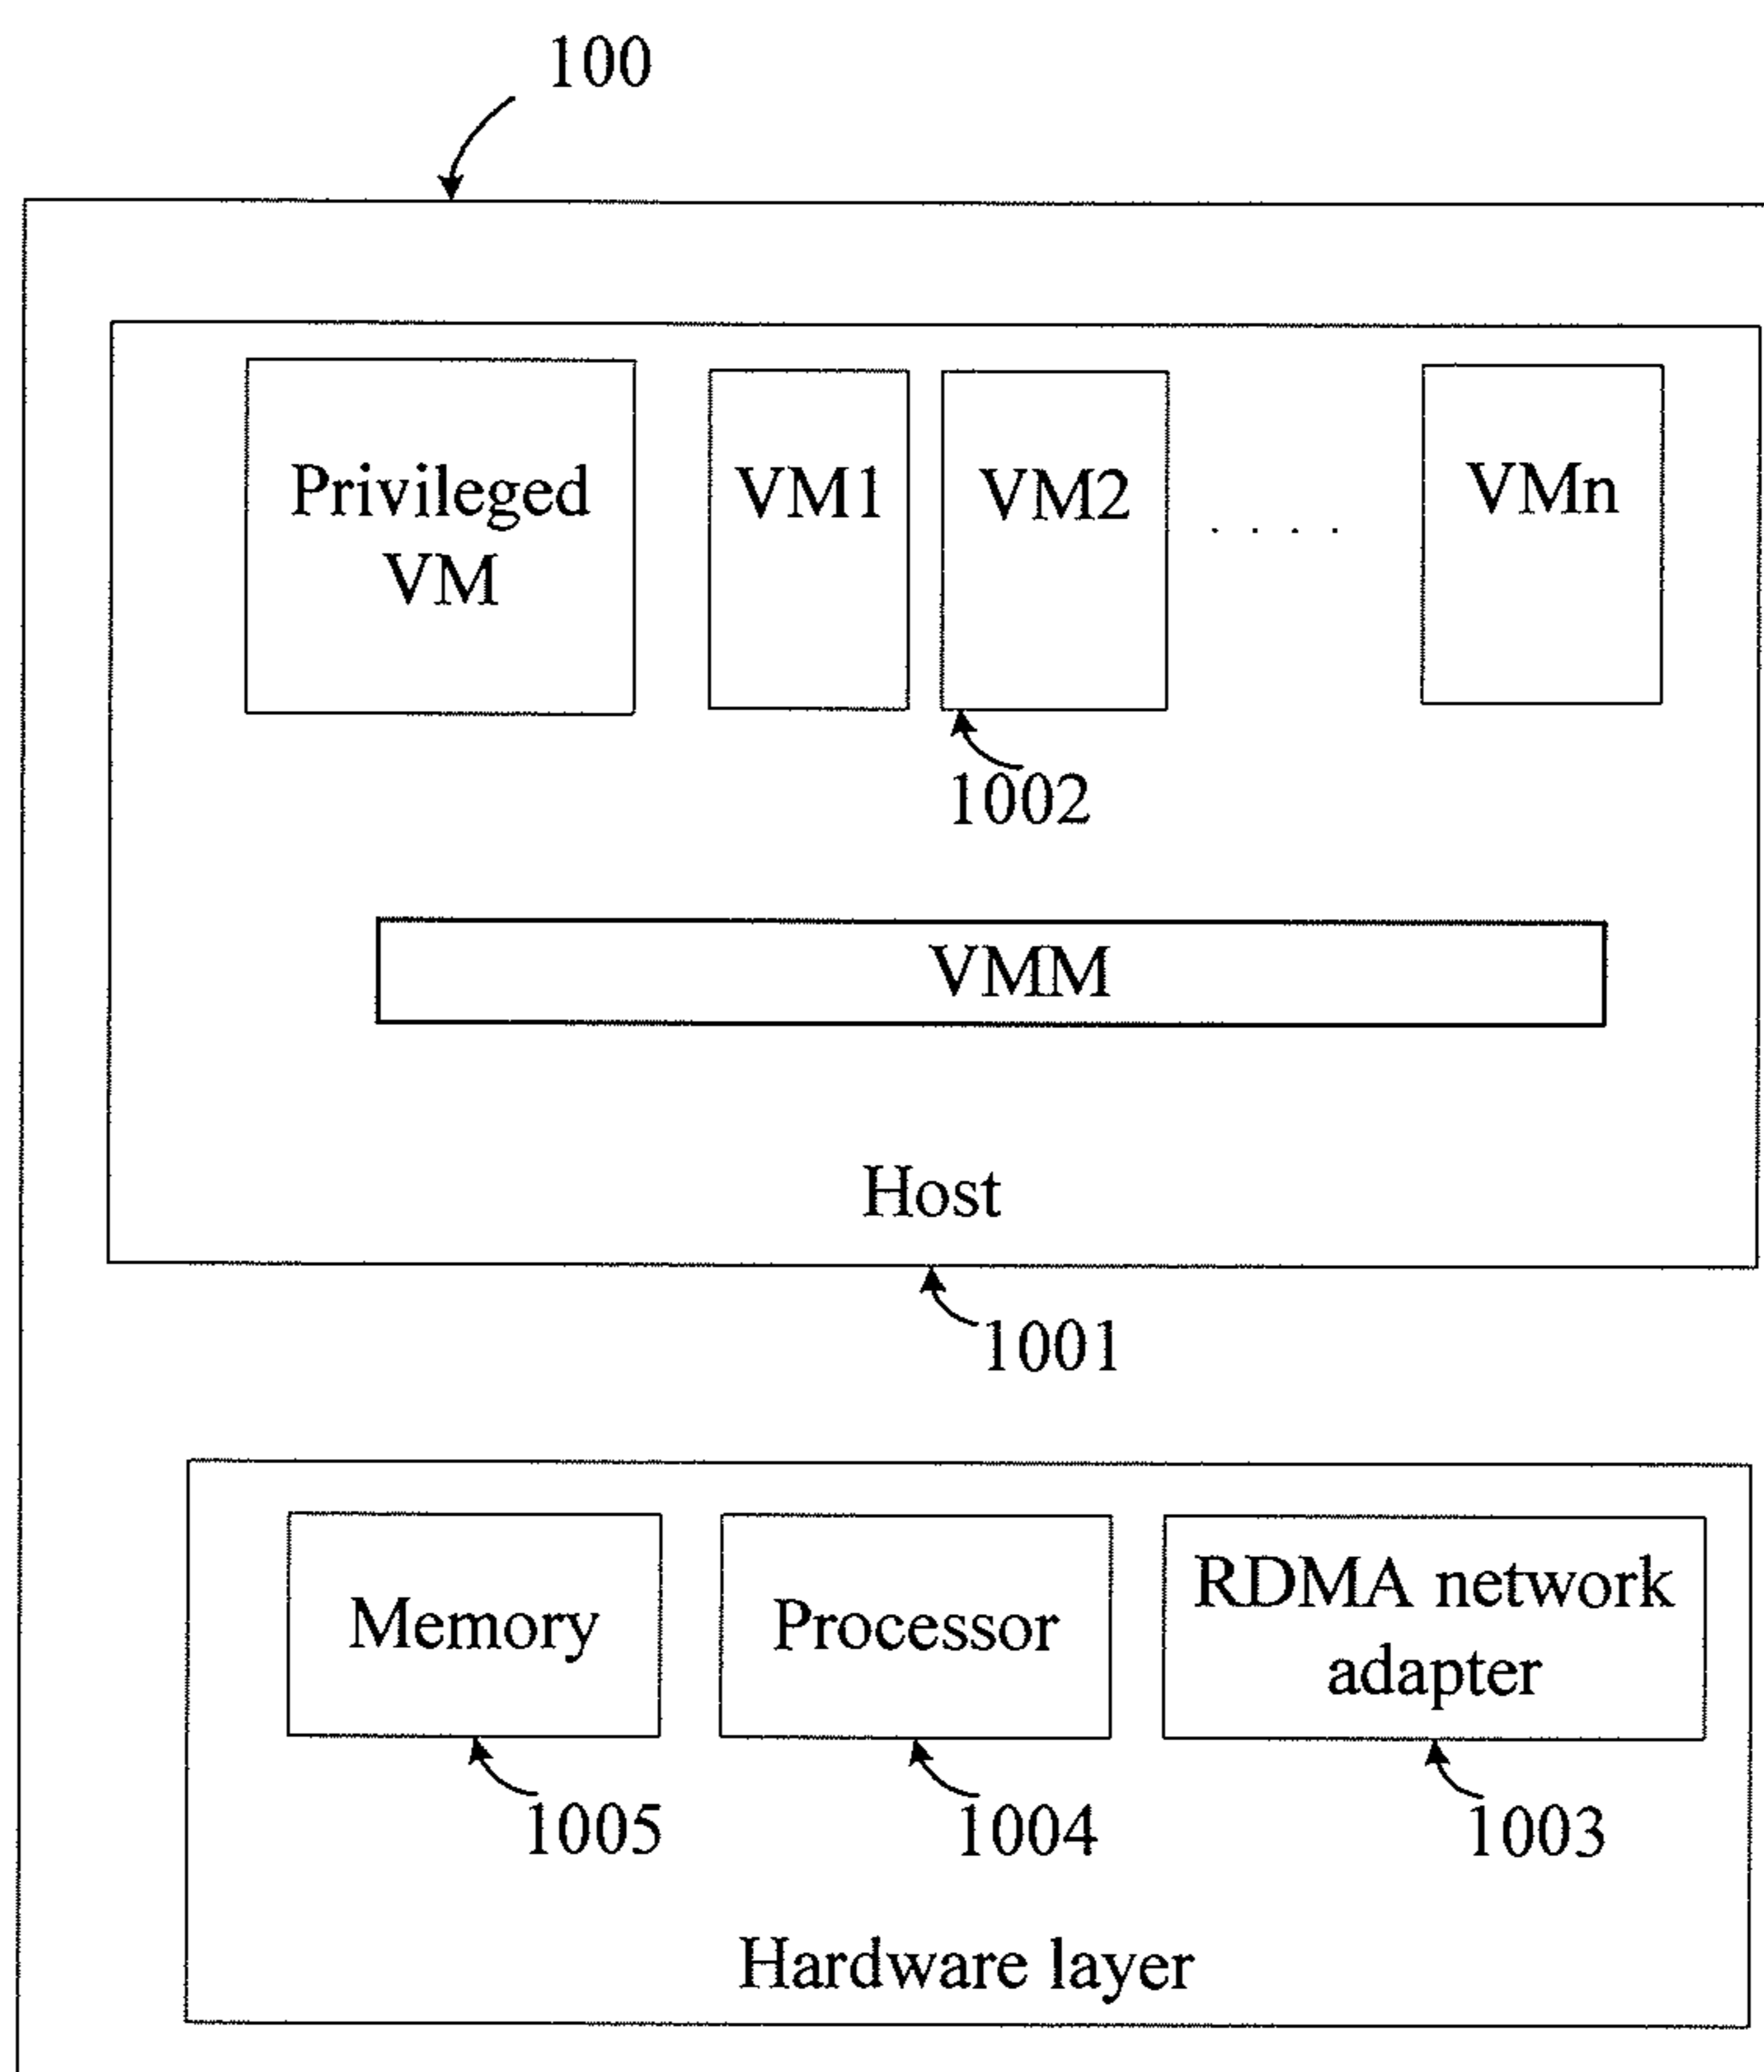 100
Privileged
VM
VM1
VM2
. . . .
VMn
1002
VMM
Host
1001
Memory
Processor
RDMA network
adapter
1005
1004
1003
Hardware layer